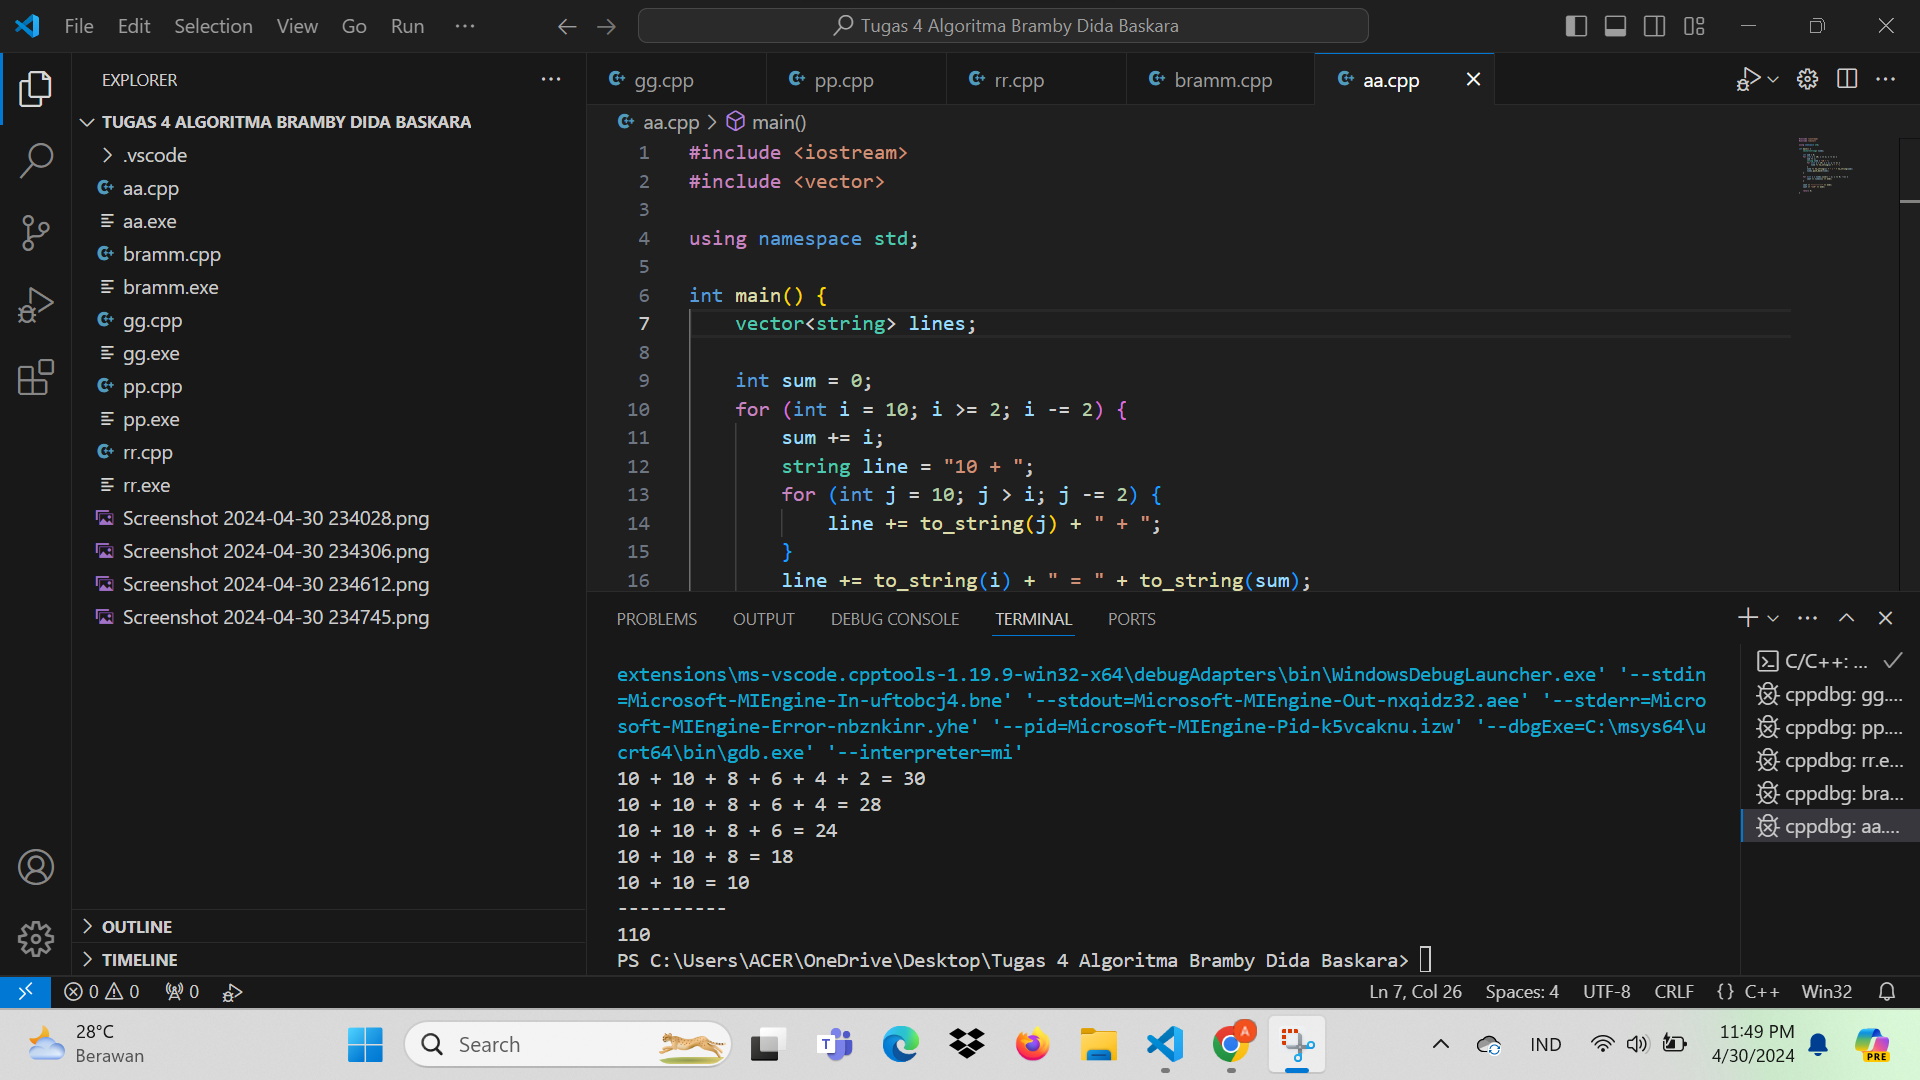 File Edit Selection View Go Run ··· Tugas 4 Algoritma Bramby Dida Baskara
EXPLORER ···
TUGAS 4 ALGORITMA BRAMBY DIDA BASKARA
.vscode
aa.cpp
aa.exe
bramm.cpp
bramm.exe
gg.cpp
gg.exe
pp.cpp
pp.exe
rr.cpp
rr.exe
Screenshot 2024-04-30 234028.png
Screenshot 2024-04-30 234306.png
Screenshot 2024-04-30 234612.png
Screenshot 2024-04-30 234745.png
OUTLINE
TIMELINE
gg.cpp pp.cpp rr.cpp bramm.cpp aa.cpp
aa.cpp > main()
1 #include <iostream>
2 #include <vector>
3
4 using namespace std;
5
6 int main() {
7 vector<string> lines;
8
9 int sum = 0;
10 for (int i = 10; i >= 2; i -= 2) {
11 sum += i;
12 string line = "10 + ";
13 for (int j = 10; j > i; j -= 2) {
14 line += to_string(j) + " + ";
15 }
16 line += to_string(i) + " = " + to_string(sum);
PROBLEMS OUTPUT DEBUG CONSOLE TERMINAL PORTS
extensions\ms-vscode.cpptools-1.19.9-win32-x64\debugAdapters\bin\WindowsDebugLauncher.exe' '--stdin
=Microsoft-MIEngine-In-uftobcj4.bne' '--stdout=Microsoft-MIEngine-Out-nxqidz32.aee' '--stderr=Micro
soft-MIEngine-Error-nbznkinr.yhe' '--pid=Microsoft-MIEngine-Pid-k5vcaknu.izw' '--dbgExe=C:\msys64\u
crt64\bin\gdb.exe' '--interpreter=mi'
10 + 10 + 8 + 6 + 4 + 2 = 30
10 + 10 + 8 + 6 + 4 = 28
10 + 10 + 8 + 6 = 24
10 + 10 + 8 = 18
10 + 10 = 10
----------
110
PS C:\Users\ACER\OneDrive\Desktop\Tugas 4 Algoritma Bramby Dida Baskara>
C/C++: ...
cppdbg: gg....
cppdbg: pp....
cppdbg: rr.e...
cppdbg: bra...
cppdbg: aa....
0 0 0 Ln 7, Col 26 Spaces: 4 UTF-8 CRLF {} C++ Win32
28°C
Berawan
Search
T
A
IND
11:49 PM
4/30/2024
PRE